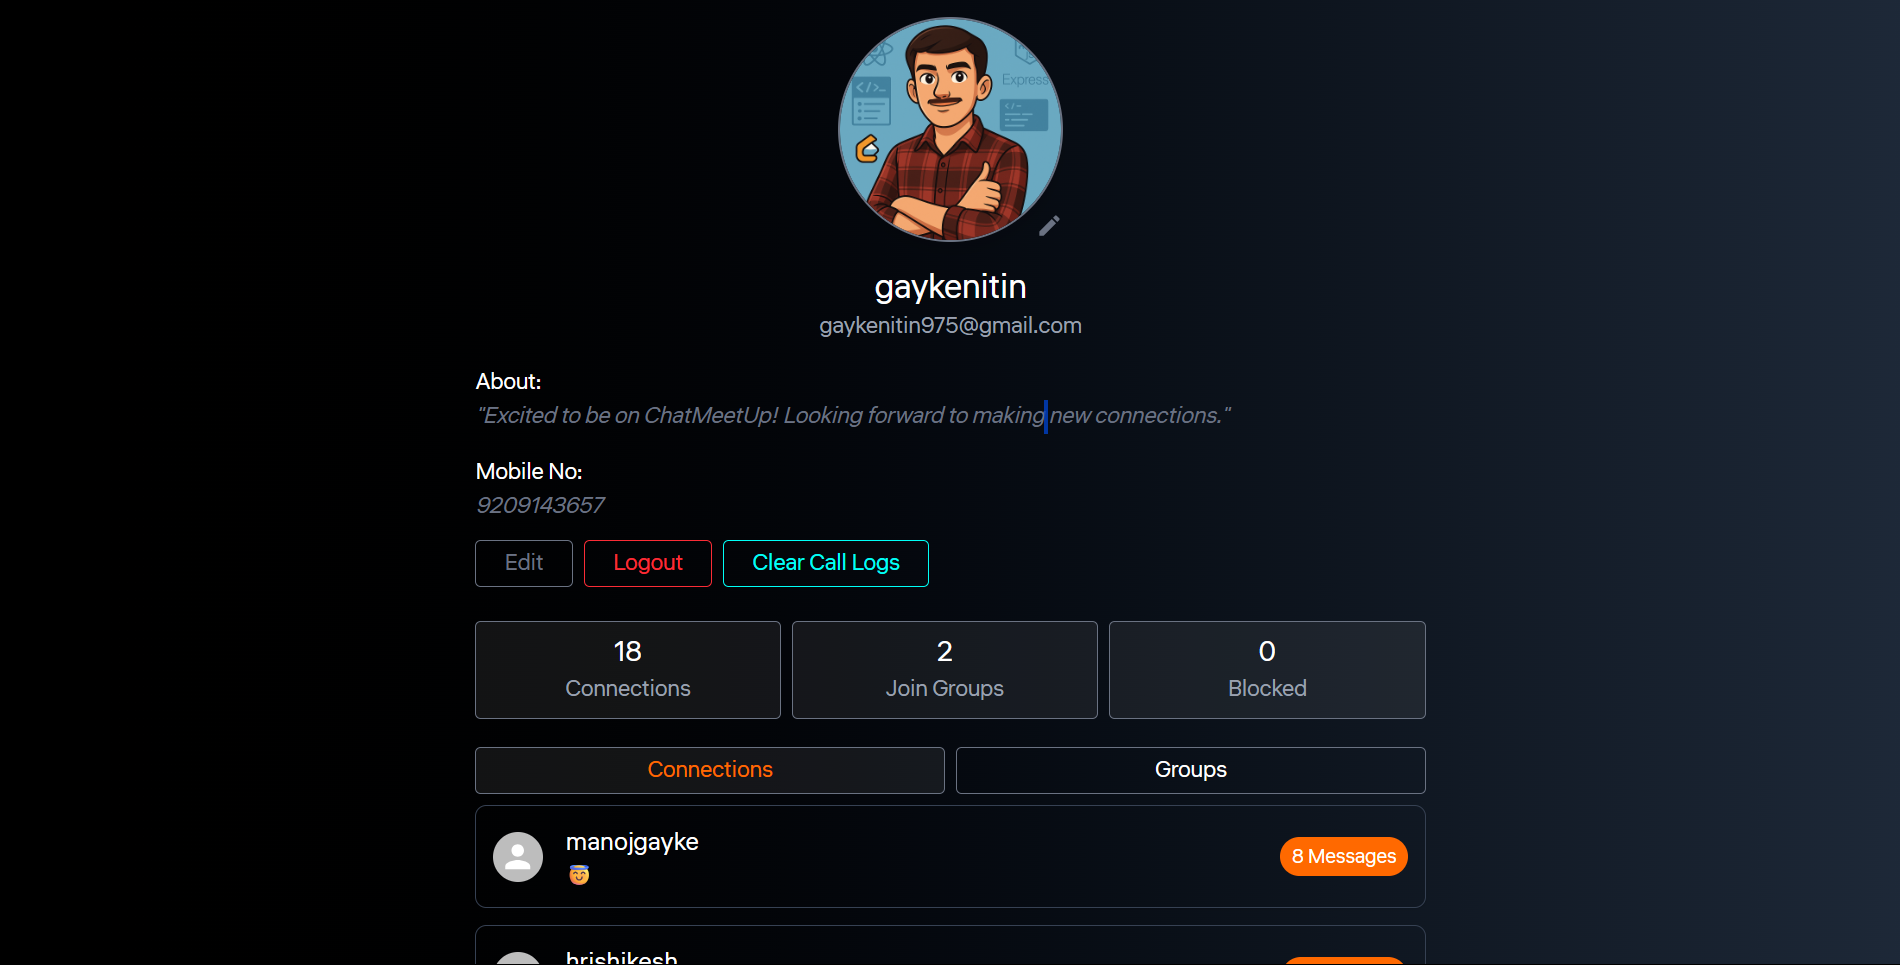 </>_
Express
</>_
gaykenitin
gaykenitin975@gmail.com
About:
"Excited to be on ChatMeetUp! Looking forward to making new connections."
Mobile No:
9209143657
Edit Logout Clear Call Logs
18 2 0
Connections Join Groups Blocked
Connections Groups
manojgayke
8 Messages
hrishikesh